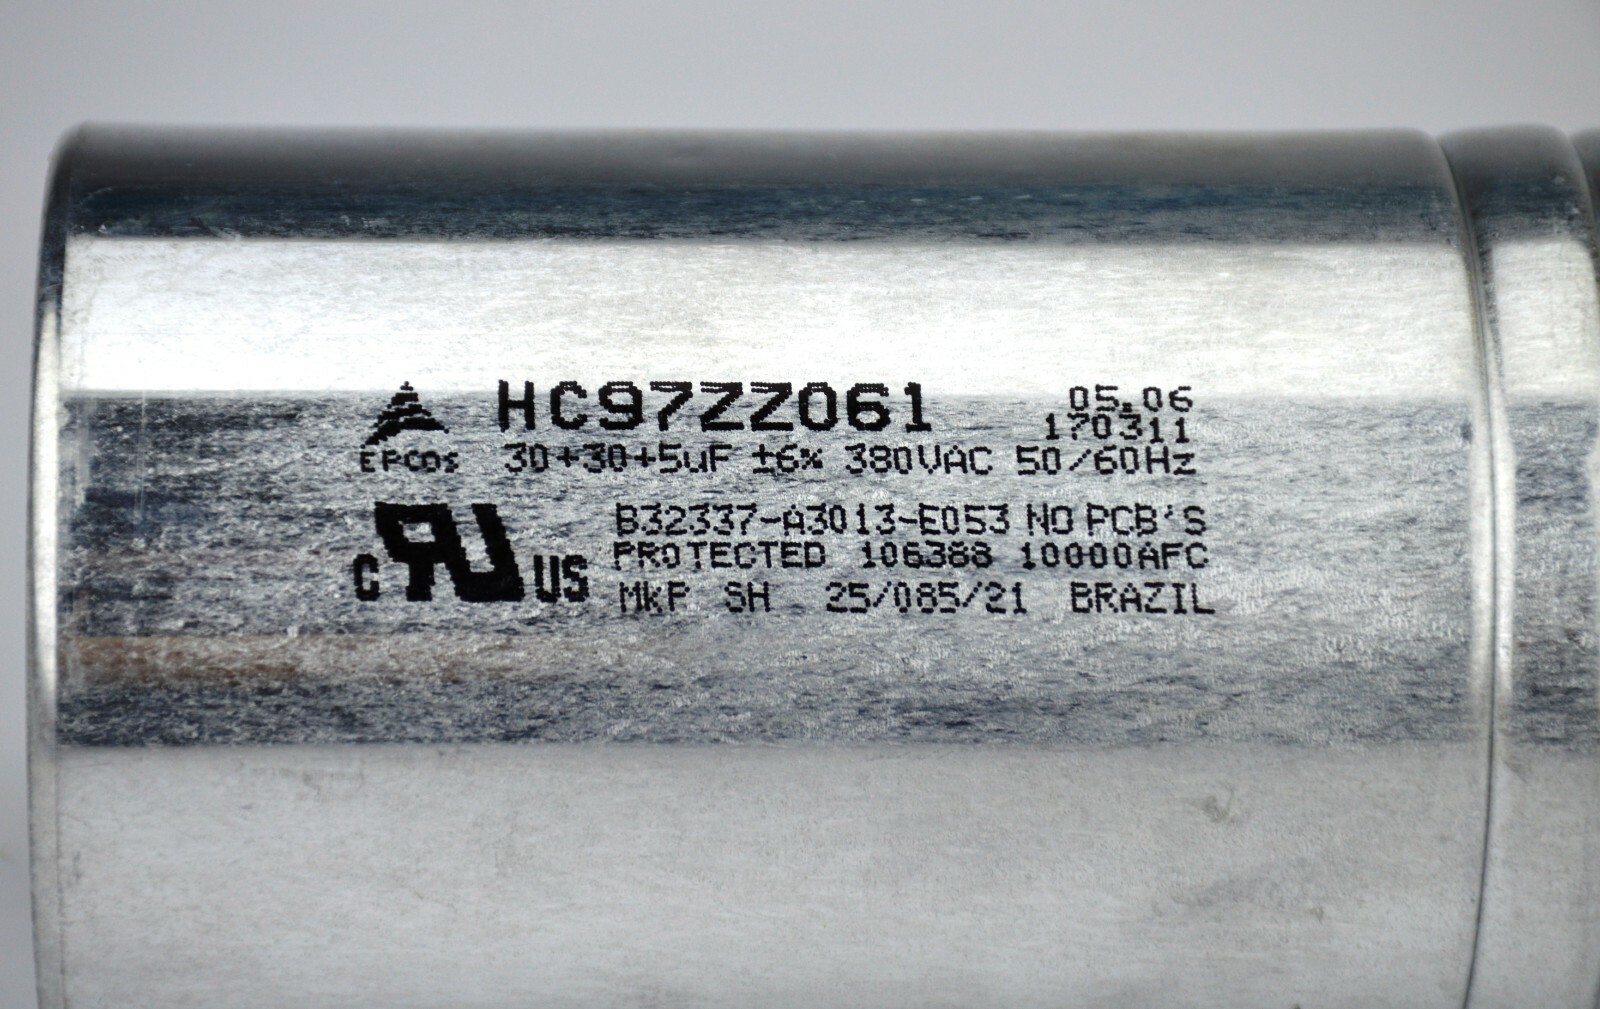 HC97ZZ061 05.06
170311
EPCOS 30+30+5uF ±6% 380VAC 50/60Hz
B32337-A3013-E053 NO PCB'S
PROTECTED 106388 10000AFC
C RU US MKP SH 25/085/21 BRAZIL